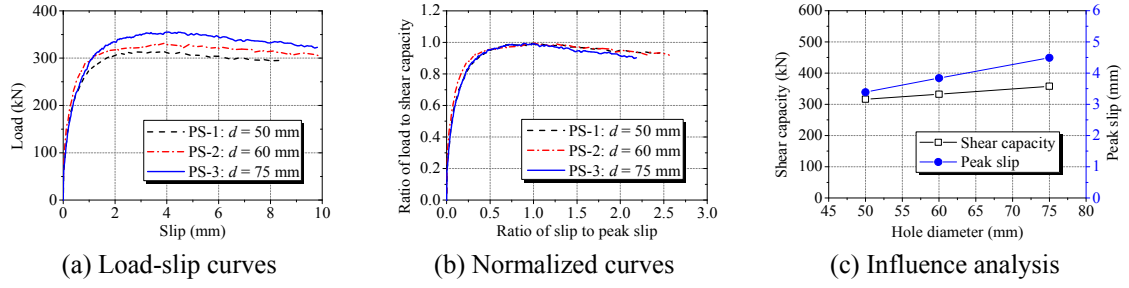 400
300
200
100
0
Load (kN)
0 2 4 6 8 10
Slip (mm)
PS-1: d = 50 mm
PS-2: d = 60 mm
PS-3: d = 75 mm
(a) Load-slip curves
1.2
1.0
0.8
0.6
0.4
0.2
0.0
Ratio of load to shear capacity
0.0 0.5 1.0 1.5 2.0 2.5 3.0
Ratio of slip to peak slip
PS-1: d = 50 mm
PS-2: d = 60 mm
PS-3: d = 75 mm
(b) Normalized curves
600
500
400
300
200
100
0
Shear capacity (kN)
45 50 55 60 65 70 75 80
Hole diameter (mm)
Shear capacity
Peak slip
6
5
4
3
2
1
0
Peak slip (mm)
(c) Influence analysis